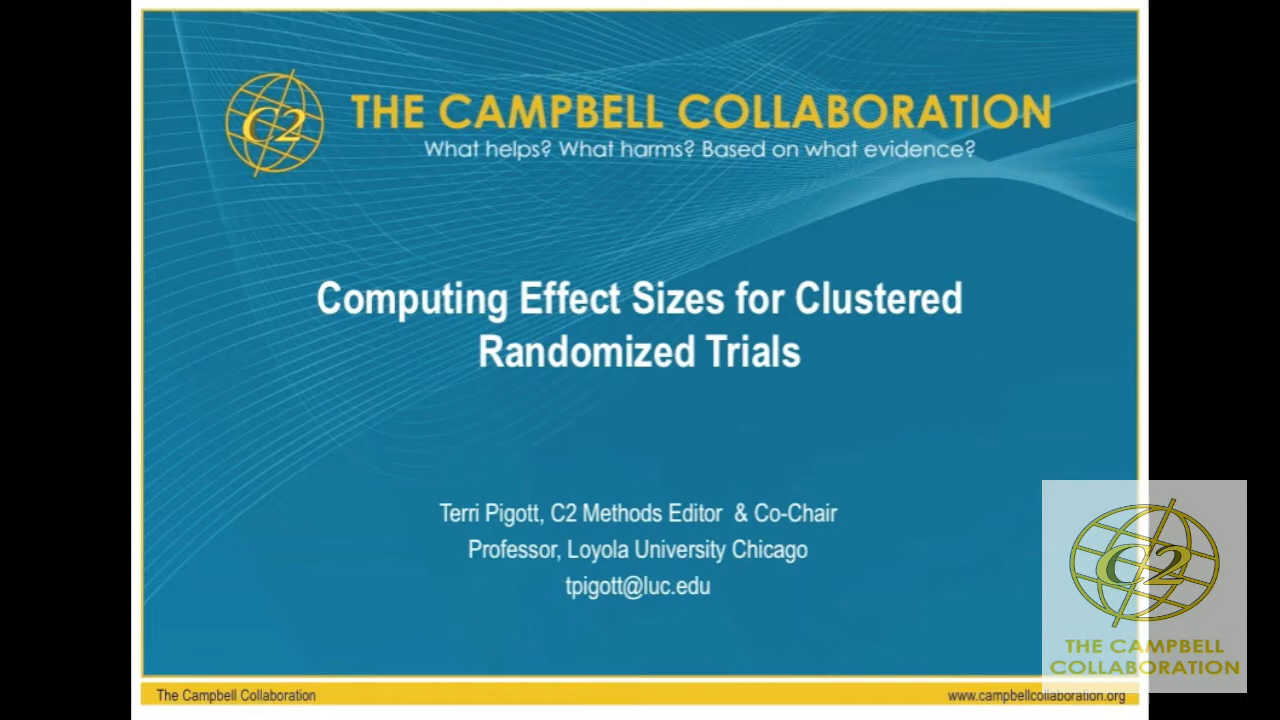 C2
THE CAMPBELL COLLABORATION
What helps? What harms? Based on what evidence?
Computing Effect Sizes for Clustered
Randomized Trials
Terri Pigott, C2 Methods Editor & Co-Chair
Professor, Loyola University Chicago
tpigott@luc.edu
C2
THE CAMPBELL
COLLABORATION
The Campbell Collaboration
www.campbellcollaboration.org